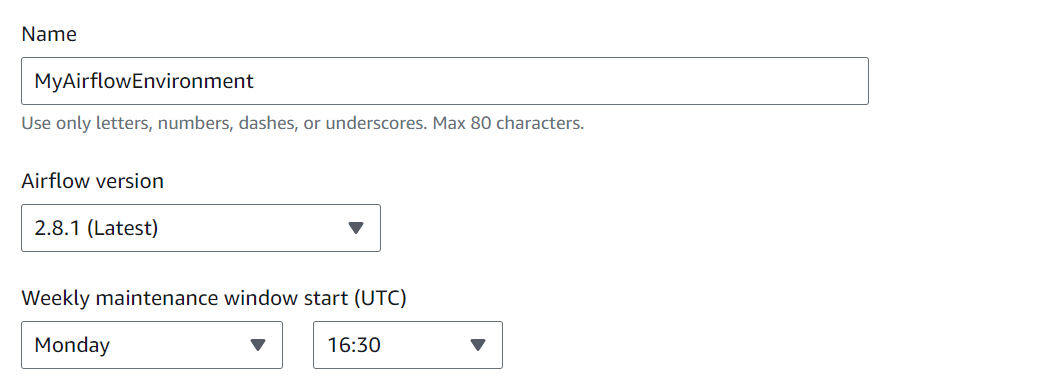 Name
MyAirflowEnvironment
Use only letters, numbers, dashes, or underscores. Max 80 characters.
Airflow version
2.8.1 (Latest)
Weekly maintenance window start (UTC)
Monday 16:30